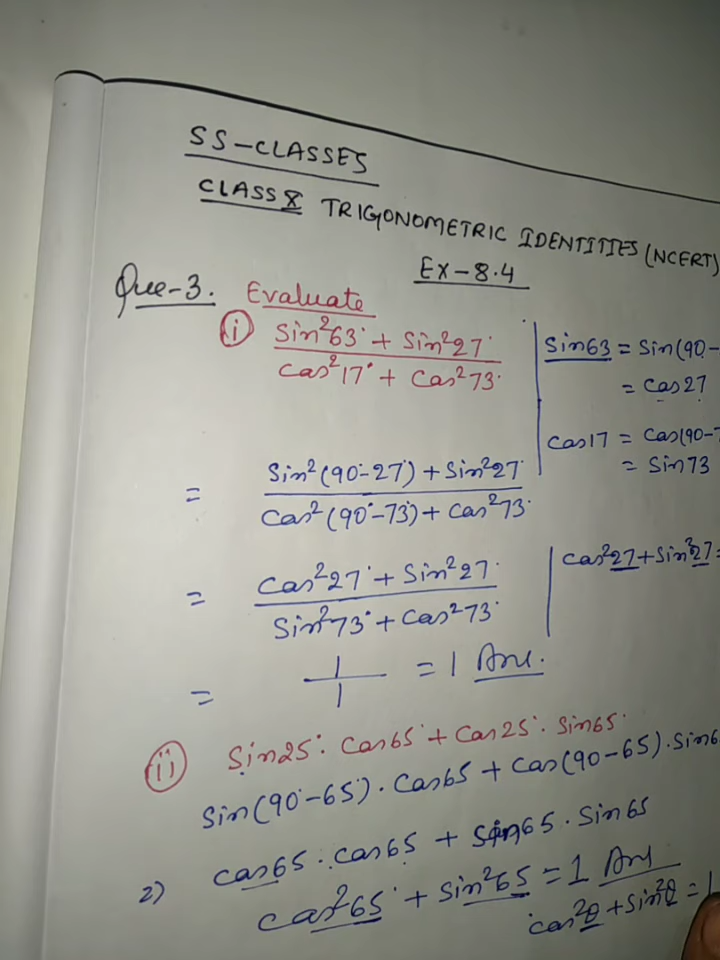 SS-CLASSES
CLASS X TRIGONOMETRIC IDENTITIES (NCERT)
Ex-8.4
Que-3. Evaluate
(i) Sin²63° + Sin²27°
Cos²17° + Cos²73°
Sin63 = Sin(90-
= Cos27
Cos17 = Cos(90-7
= Sin73
= Sin²(90°-27°) + Sin²27°
Cos²(90°-73°) + Cos²73°
= Cos²27° + Sin²27°
Sin²73° + Cos²73°
Cos²27 + Sin²27 =
= 1/1 = 1 Ans.
(ii) Sin25°. Cos65° + Cos25°. Sin65°
Sin(90°-65°). Cos65 + Cos(90-65). Sin6
Cos65. Cos65 + Sin65. Sin65
2) Cos²65° + Sin²65 = 1 Ans
Cos²θ + Sin²θ = 1